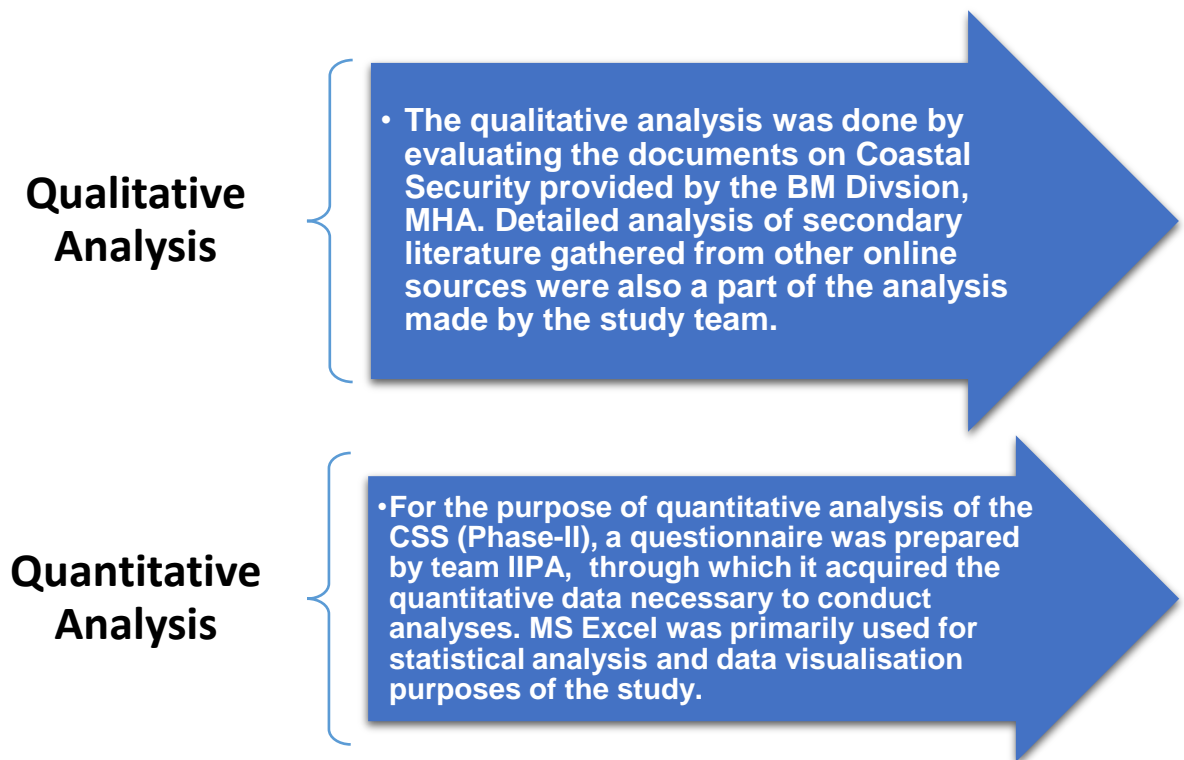 Qualitative
Analysis
• The qualitative analysis was done by
evaluating the documents on Coastal
Security provided by the BM Divsion,
MHA. Detailed analysis of secondary
literature gathered from other online
sources were also a part of the analysis
made by the study team.
Quantitative
Analysis
•For the purpose of quantitative analysis of the
CSS (Phase-II), a questionnaire was prepared
by team IIPA,  through which it acquired the
quantitative data necessary to conduct
analyses. MS Excel was primarily used for
statistical analysis and data visualisation
purposes of the study.